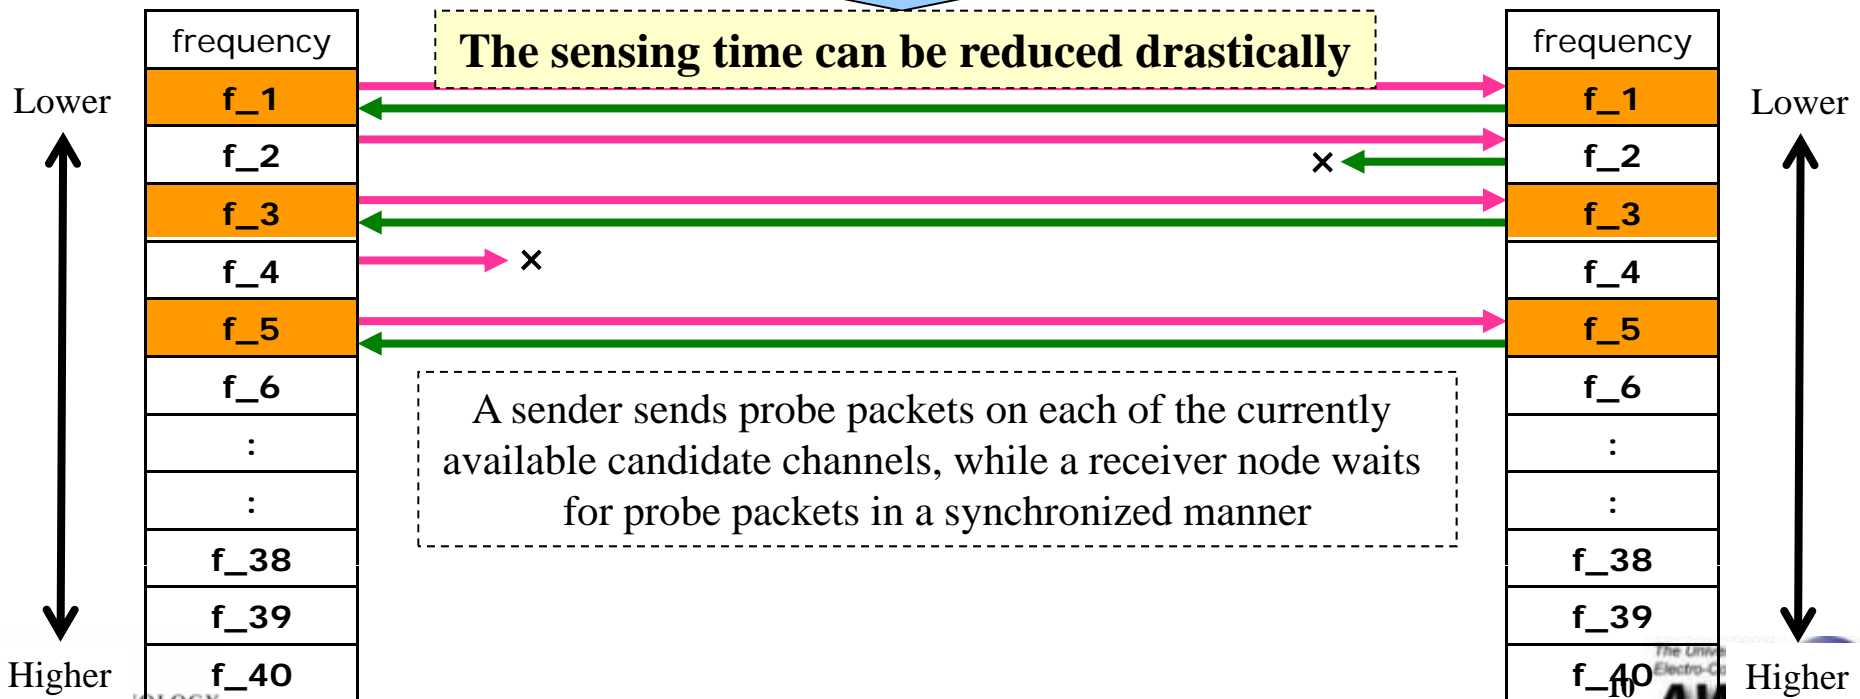 frequency
The sensing time can be reduced drastically
frequency
Lower
f_1
f_1
Lower
f_2
×
f_2
f_3
f_3
f_4
×
f_4
f_5
f_5
f_6
f_6
A sender sends probe packets on each of the currently
available candidate channels, while a receiver node waits
for probe packets in a synchronized manner
:
:
:
:
f_38
f_38
f_39
f_39
Higher
f_40
f_40
10
Higher
The